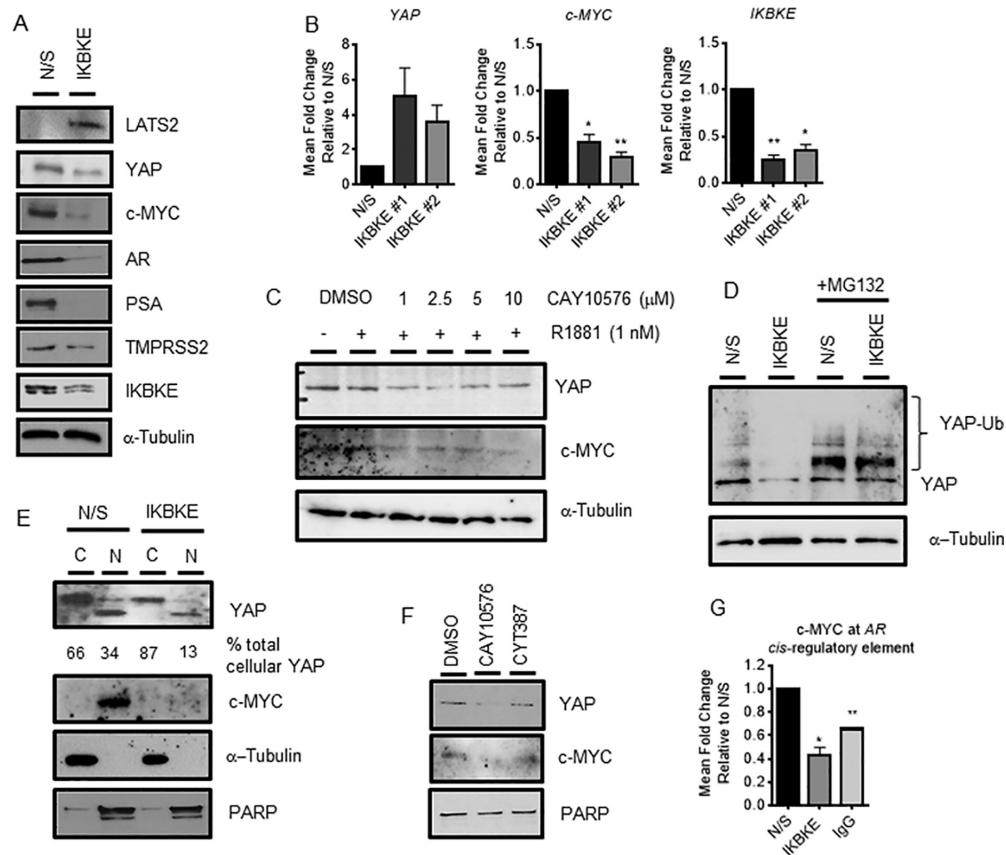 A
N/S IKBKE
LATS2
YAP
c-MYC
AR
PSA
TMPRSS2
IKBKE
α-Tubulin
B
YAP
Mean Fold Change
Relative to N/S
8
6
4
2
0
N/S IKBKE #1 IKBKE #2
c-MYC
Mean Fold Change
Relative to N/S
1.5
1.0
0.5
0.0
* **
N/S IKBKE #1 IKBKE #2
IKBKE
Mean Fold Change
Relative to N/S
1.5
1.0
0.5
0.0
** *
N/S IKBKE #1 IKBKE #2
C
DMSO 1 2.5 5 10 CAY10576 (μM)
- + + + + + R1881 (1 nM)
YAP
c-MYC
α-Tubulin
D
+MG132
N/S IKBKE N/S IKBKE
YAP-Ub
YAP
α–Tubulin
E
N/S IKBKE
C N C N
YAP
66 34 87 13 % total
cellular YAP
c-MYC
α–Tubulin
PARP
F
DMSO CAY10576 CYT387
YAP
c-MYC
PARP
G
c-MYC at AR
cis-regulatory element
Mean Fold Change
Relative to N/S
1.2
1.0
0.8
0.6
0.4
0.2
0.0
* **
N/S IKBKE IgG